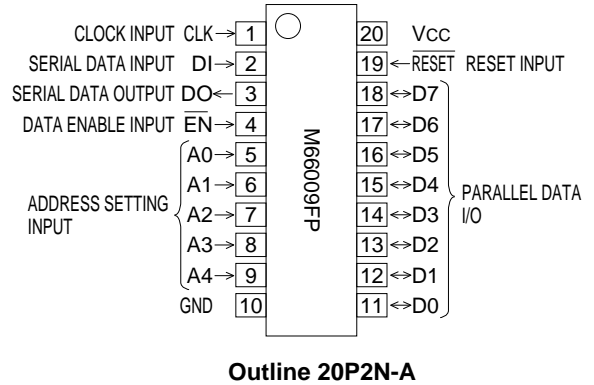 CLOCK INPUT CLK → 1
SERIAL DATA INPUT DI → 2
SERIAL DATA OUTPUT DO ← 3
DATA ENABLE INPUT E̅N̅ → 4
ADDRESS SETTING
INPUT
A0 → 5
A1 → 6
A2 → 7
A3 → 8
A4 → 9
GND 10
M66009FP
20 Vcc
19 ← R̅E̅S̅E̅T̅ RESET INPUT
18 ↔ D7
17 ↔ D6
16 ↔ D5
15 ↔ D4
14 ↔ D3
13 ↔ D2
12 ↔ D1
11 ↔ D0
PARALLEL DATA
I/O
Outline 20P2N-A